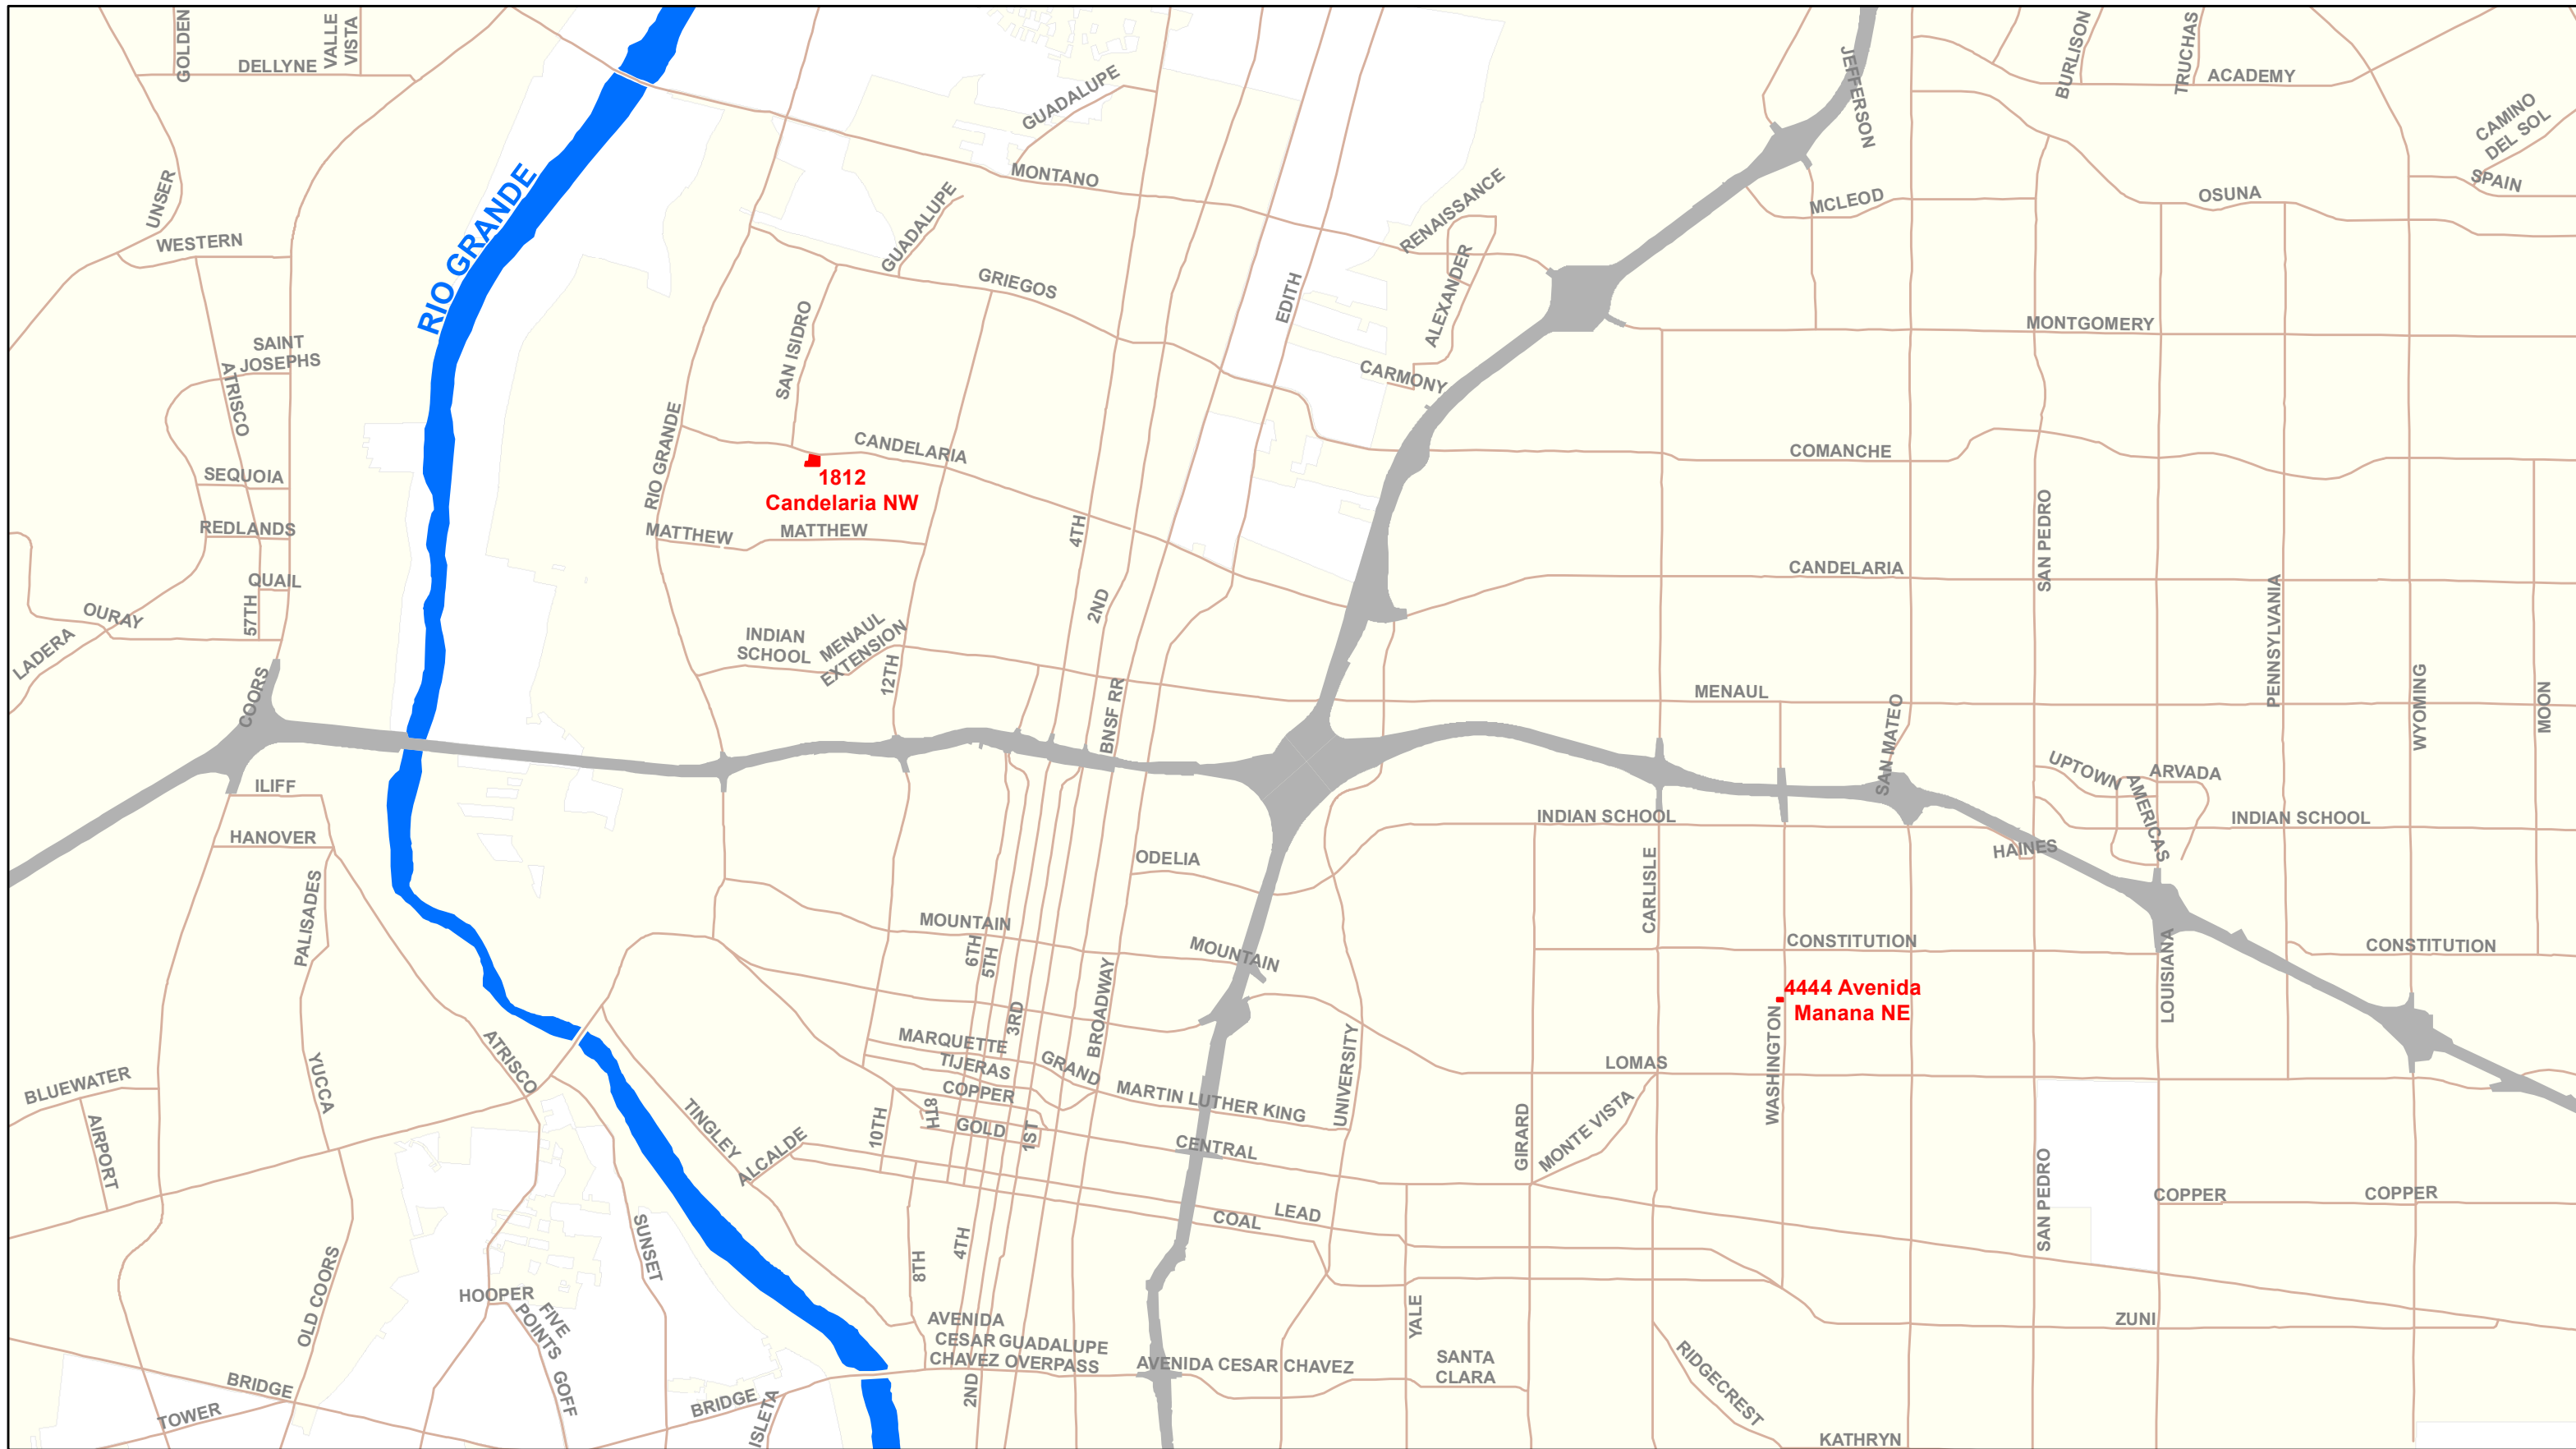 GOLDEN
VALLE
VISTA
DELLYNE
GUADALUPE
JEFFERSON
BURLISON
TRUCHAS
ACADEMY
CAMINO
DEL SOL
SPAIN
UNSER
RIO GRANDE
MONTANO
RENAISSANCE
MCLEOD
OSUNA
WESTERN
GUADALUPE
GRIEGOS
EDITH
ALEXANDER
SAN ISIDRO
MONTGOMERY
SAINT
JOSEPHS
ATRISCO
CARMONY
RIO GRANDE
CANDELARIA
COMANCHE
SEQUOIA
1812
Candelaria NW
REDLANDS
MATTHEW
MATTHEW
4TH
SAN PEDRO
QUAIL
CANDELARIA
57TH
OURAY
LADERA
2ND
INDIAN
SCHOOL
MENAUL
EXTENSION
12TH
PENNSYLVANIA
COORS
BNSF RR
MENAUL
SAN MATEO
WYOMING
MOON
ILIFF
UPTOWN
ARVADA
AMERICAS
HANOVER
INDIAN SCHOOL
INDIAN SCHOOL
HAINES
ODELIA
CARLISLE
PALISADES
MOUNTAIN
6TH
5TH
MOUNTAIN
CONSTITUTION
CONSTITUTION
LOUISIANA
BROADWAY
4444 Avenida
Manana NE
3RD
WASHINGTON
ATRISCO
MARQUETTE
TIJERAS
GRAND
UNIVERSITY
LOMAS
BLUEWATER
YUCCA
COPPER
MARTIN LUTHER KING
AIRPORT
TINGLEY
ALCALDE
10TH
8TH
GOLD
1ST
CENTRAL
GIRARD
MONTE VISTA
SAN PEDRO
COPPER
COPPER
SUNSET
LEAD
COAL
8TH
4TH
OLD COORS
HOOPER
FIVE
POINTS
GOFF
YALE
ZUNI
AVENIDA
CESAR
CHAVEZ
GUADALUPE
OVERPASS
AVENIDA CESAR CHAVEZ
SANTA
CLARA
RIDGECREST
BRIDGE
BRIDGE
2ND
TOWER
ISLETA
KATHRYN